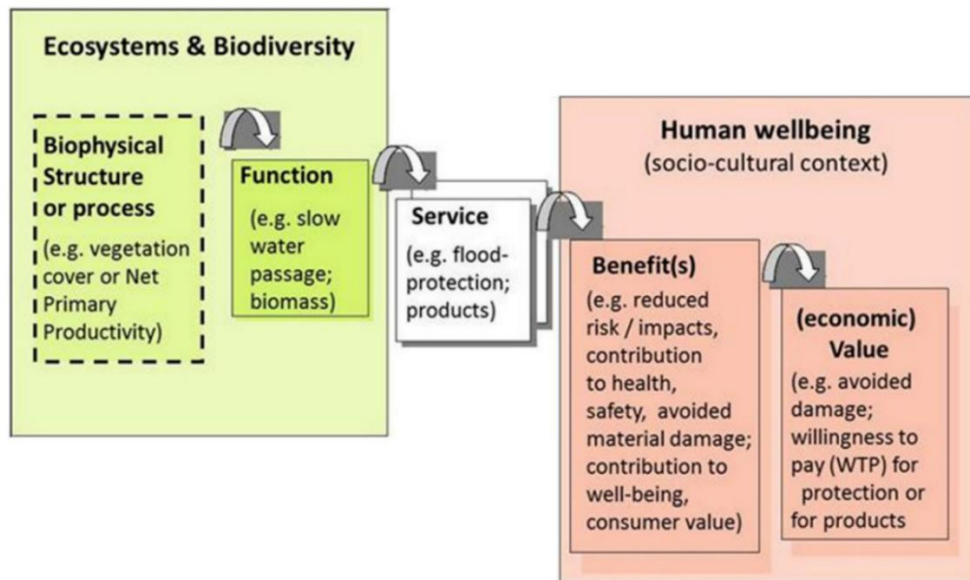 Ecosystems & Biodiversity
Biophysical
Structure
or process
(e.g. vegetation
cover or Net
Primary
Productivity)
Function
(e.g. slow
water
passage;
biomass)
Service
(e.g. flood-
protection;
products)
Human wellbeing
(socio-cultural context)
Benefit(s)
(e.g. reduced
risk / impacts,
contribution
to health,
safety, avoided
material damage;
contribution to
well-being,
consumer value)
(economic)
Value
(e.g. avoided
damage;
willingness to
pay (WTP) for
protection or
for products